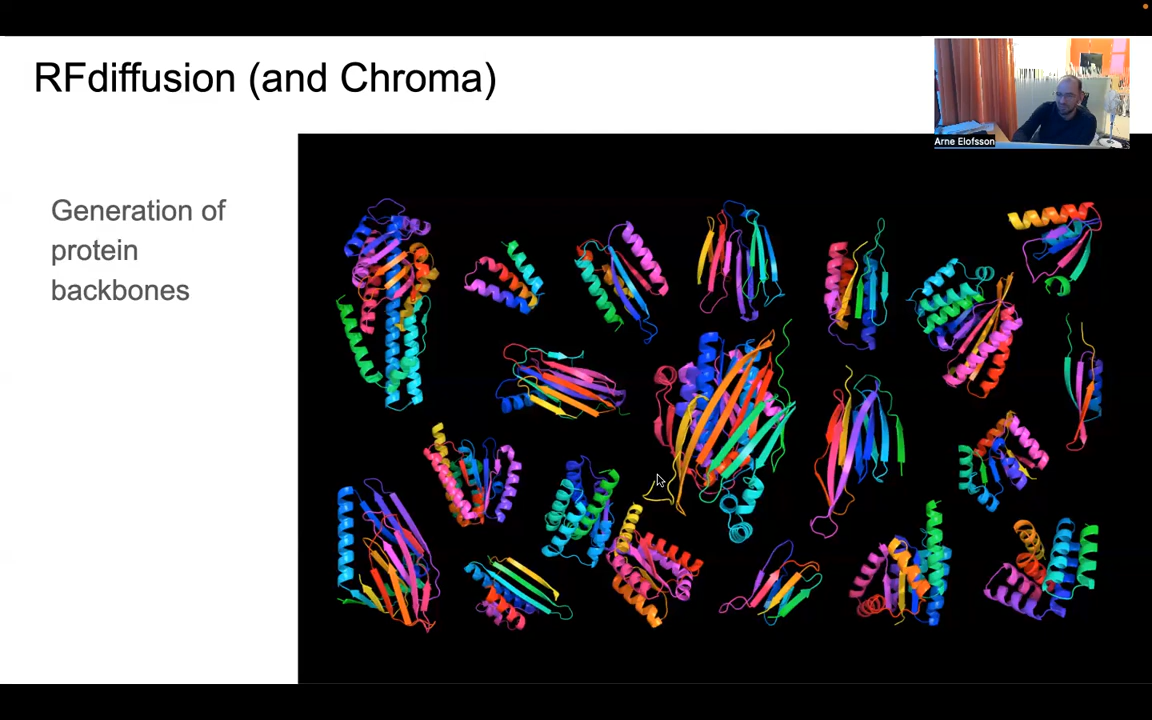 RFdiffusion (and Chroma)
Arne Elofsson
Generation of
protein
backbones